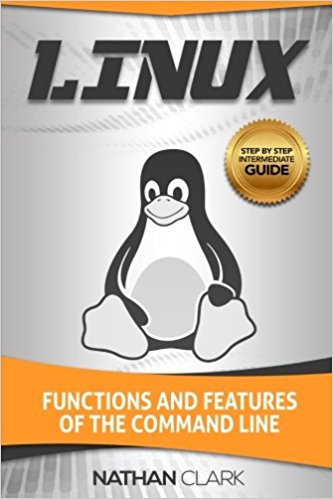 LINUX
STEP BY STEP
INTERMEDIATE
GUIDE
FUNCTIONS AND FEATURES
OF THE COMMAND LINE
NATHAN CLARK